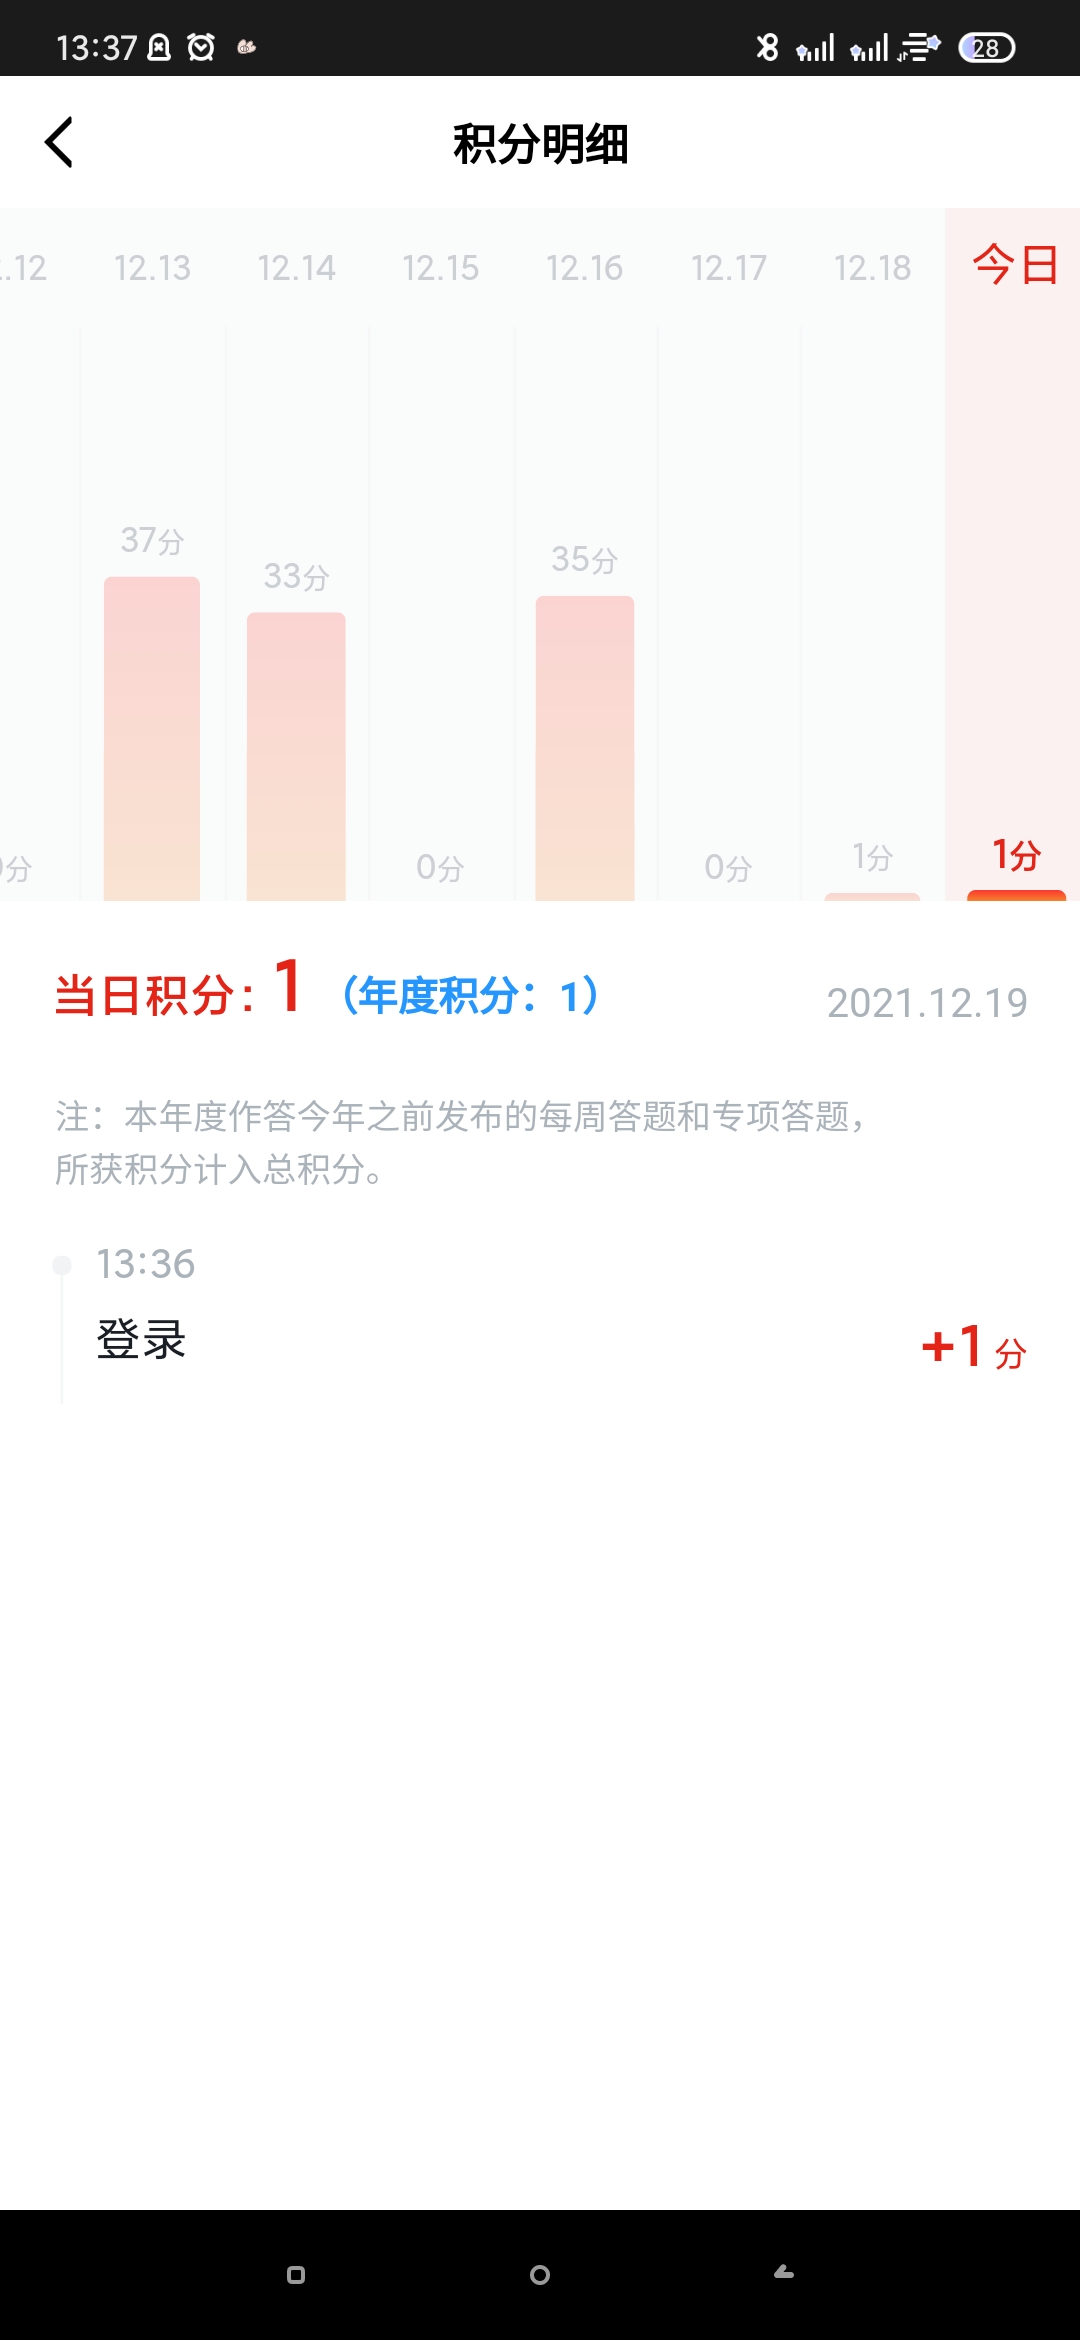 13:37
28
积分明细
.12 12.13 12.14 12.15 12.16 12.17 12.18 今日
37分
35分
33分
分 0分 0分 1分 1分
当日积分: 1 (年度积分: 1) 2021.12.19
注：本年度作答今年之前发布的每周答题和专项答题，
所获积分计入总积分。
13:36
登录 +1分